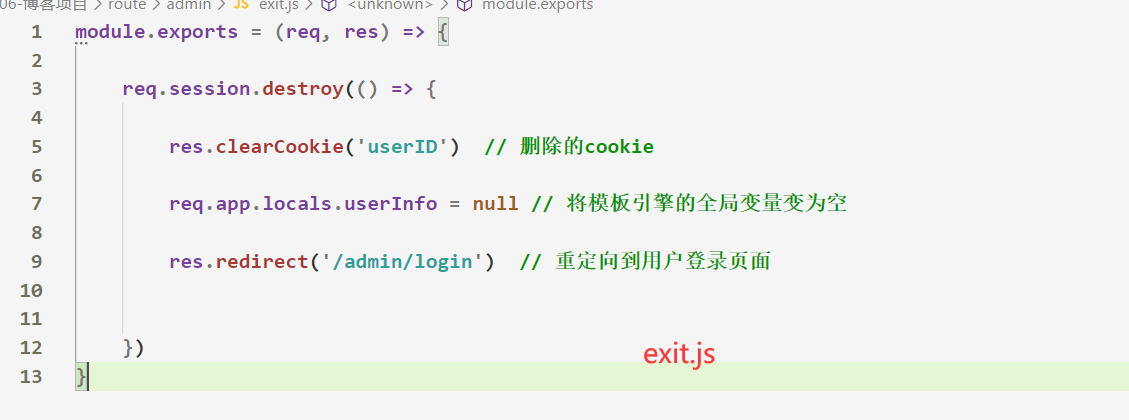 06-博客项目 > route > admin > JS exit.js > <unknown> > module.exports
1 module.exports = (req, res) => {
2
3 req.session.destroy(() => {
4
5 res.clearCookie('userID') // 删除的cookie
6
7 req.app.locals.userInfo = null // 将模板引擎的全局变量变为空
8
9 res.redirect('/admin/login') // 重定向到用户登录页面
10
11
12 })
exit.js
13 }